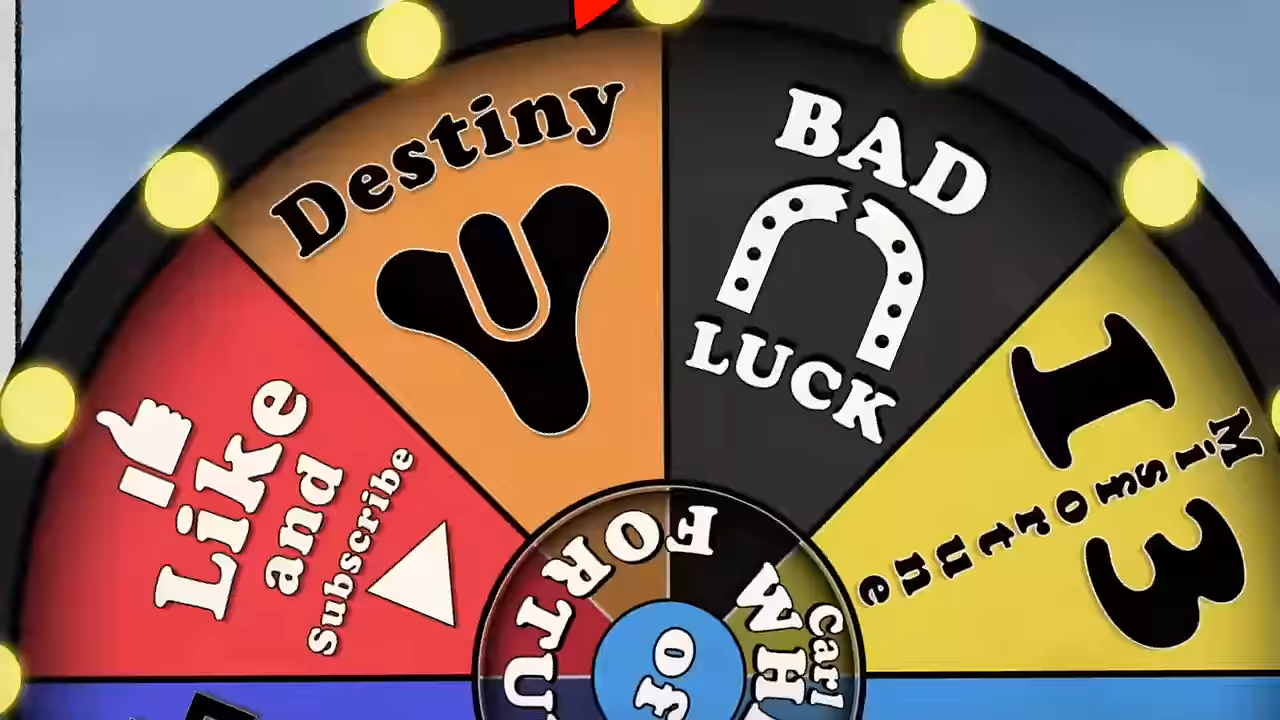 Destiny
BAD
LUCK
Like
and
Subscribe
13
Misfortune
Carl
WH
OF
FORTU